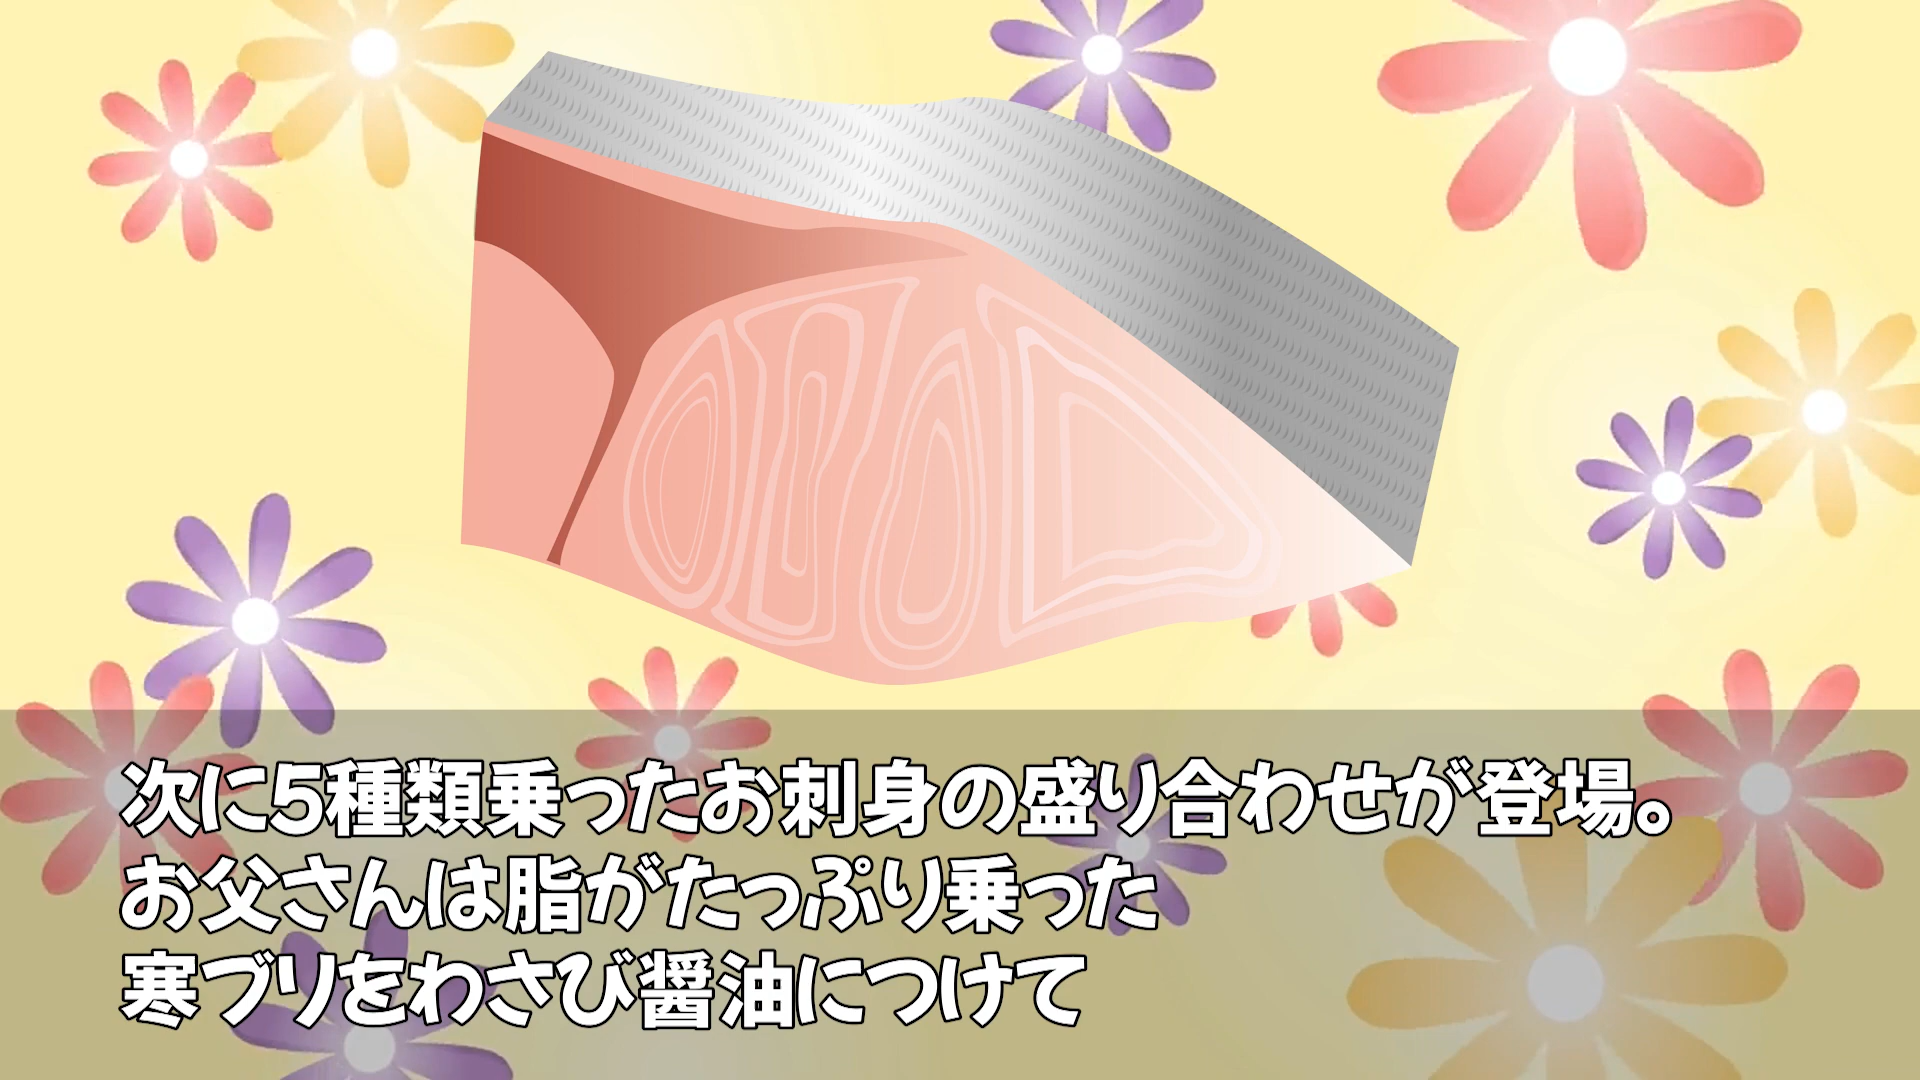 次に5種類乗ったお刺身の盛り合わせが登場。
お父さんは脂がたっぷり乗った
寒ブリをわさび醤油につけて